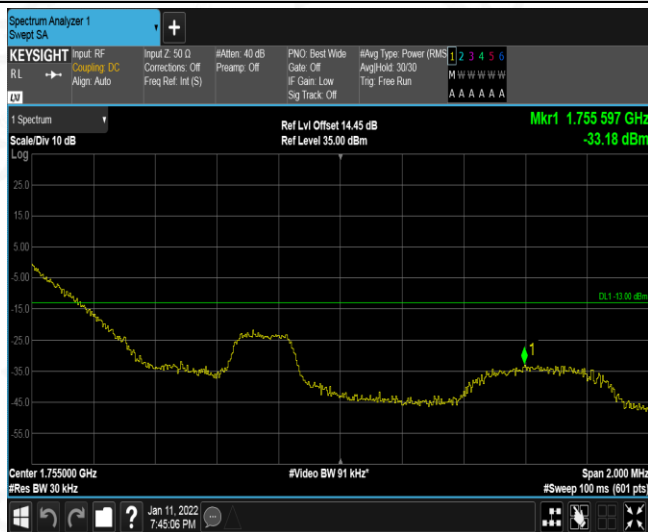 Spectrum Analyzer 1
Swept SA
KEYSIGHT
RL
LXI
Input: RF
Coupling: DC
Align: Auto
Input Z: 50 Ω
Corrections: Off
Freq Ref: Int (S)
#Atten: 40 dB
Preamp: Off
PNO: Best Wide
Gate: Off
IF Gain: Low
Sig Track: Off
#Avg Type: Power (RMS
Avg|Hold: 30/30
Trig: Free Run
1 2 3 4 5 6
M W W W W W
A A A A A A
1 Spectrum
Scale/Div 10 dB
Log
Ref Lvl Offset 14.45 dB
Ref Level 35.00 dBm
Mkr1 1.755 597 GHz
-33.18 dBm
25.0
15.0
5.00
-5.00
-15.0
-25.0
-35.0
-45.0
-55.0
DL1 -13.00 dBm
1
Center 1.755000 GHz
#Res BW 30 kHz
#Video BW 91 kHz*
Span 2.000 MHz
#Sweep 100 ms (601 pts)
?
Jan 11, 2022
7:45:06 PM